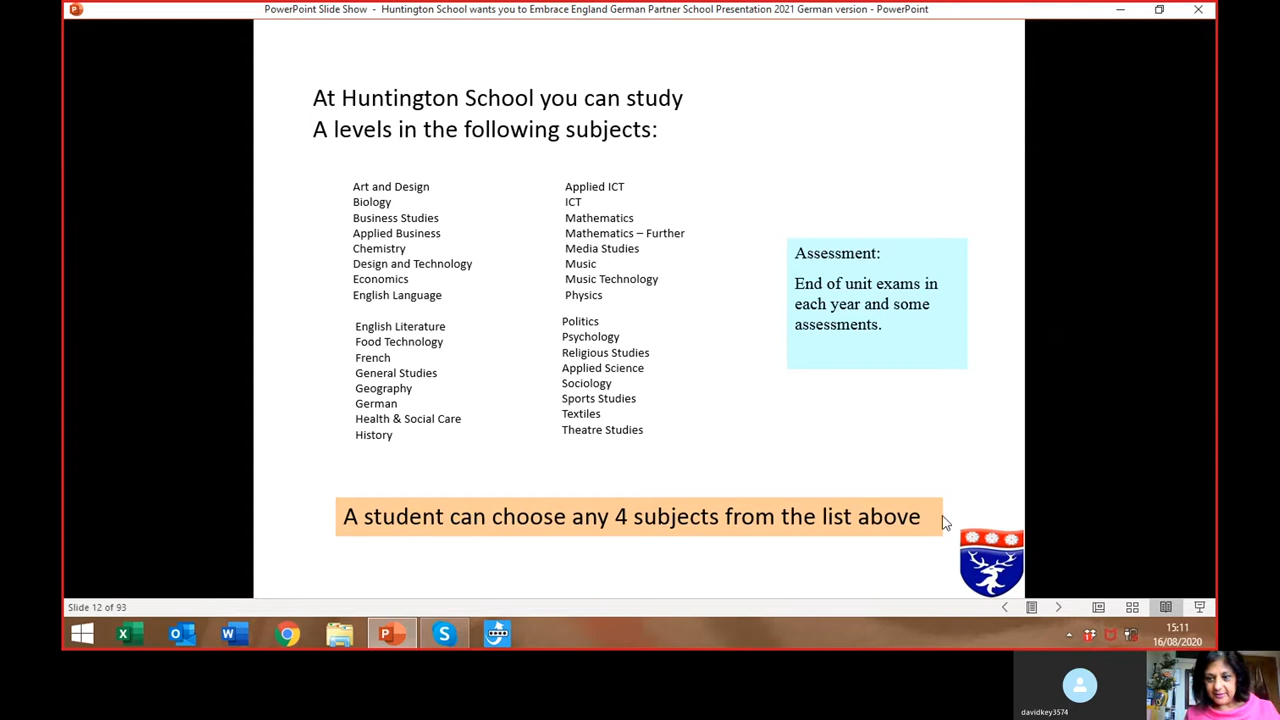 PowerPoint Slide Show - Huntington School wants you to Embrace England German Partner School Presentation 2021 German version - PowerPoint
At Huntington School you can study
A levels in the following subjects:
Art and Design
Biology
Business Studies
Applied Business
Chemistry
Design and Technology
Economics
English Language
English Literature
Food Technology
French
General Studies
Geography
German
Health & Social Care
History
Applied ICT
ICT
Mathematics
Mathematics – Further
Media Studies
Music
Music Technology
Physics
Politics
Psychology
Religious Studies
Applied Science
Sociology
Sports Studies
Textiles
Theatre Studies
Assessment:
End of unit exams in
each year and some
assessments.
A student can choose any 4 subjects from the list above
Slide 12 of 93
15:11
16/08/2020
davidkey3574